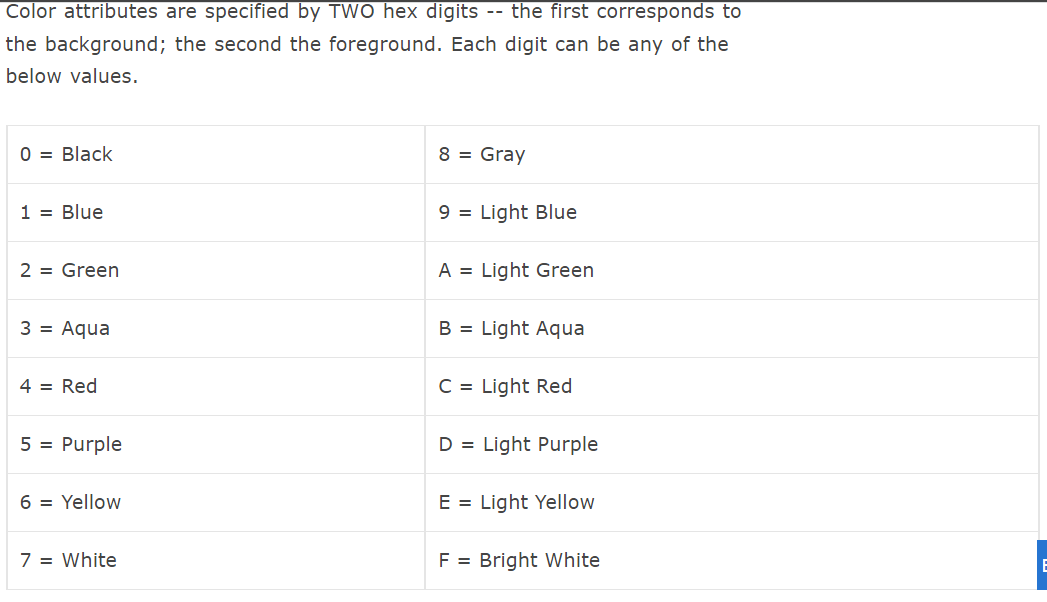 Color attributes are specified by TWO hex digits -- the first corresponds to
the background; the second the foreground. Each digit can be any of the
below values.
0 = Black
8 = Gray
1 = Blue
9 = Light Blue
2 = Green
A = Light Green
3 = Aqua
B = Light Aqua
4 = Red
C = Light Red
5 = Purple
D = Light Purple
6 = Yellow
E = Light Yellow
7 = White
F = Bright White